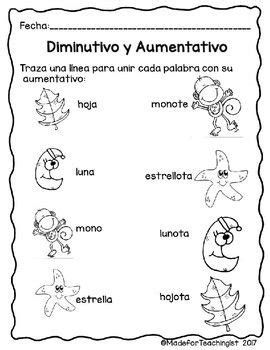 Fecha:____________________________________
Diminutivo y Aumentativo
Traza una línea para unir cada palabra con su
aumentativo:
hoja
monote
luna
estrellota
mono
lunota
estrella
hojota
©MadeForTeaching1st 2017